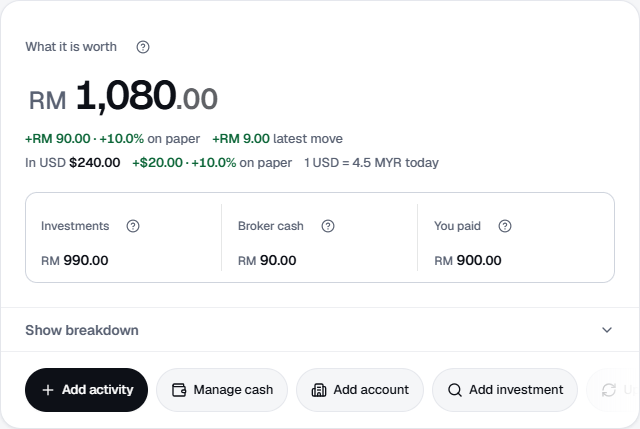 What it is worth
RM 1,080.00
+RM 90.00 · +10.0% on paper +RM 9.00 latest move
In USD $240.00 +$20.00 · +10.0% on paper 1 USD = 4.5 MYR today
Investments Broker cash You paid
RM 990.00 RM 90.00 RM 900.00
Show breakdown
Add activity Manage cash Add account Add investment